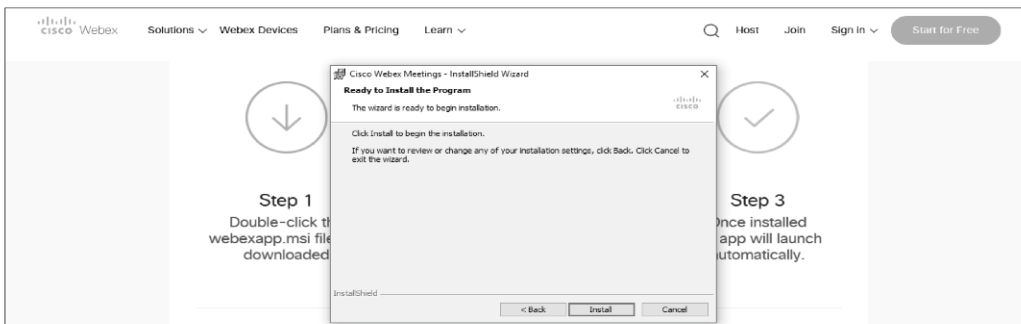 CISCO Webex Solutions Webex Devices Plans & Pricing Learn Host Join Sign in Start for Free
Cisco Webex Meetings - InstallShield Wizard
Ready to Install the Program
The wizard is ready to begin installation.
CISCO
Click Install to begin the installation.
If you want to review or change any of your installation settings, click Back. Click Cancel to
exit the wizard.
InstallShield
< Back Install Cancel
Step 1
Double-click
webexapp.msi
downloaded
Step 3
installed
app will launch
automatically.